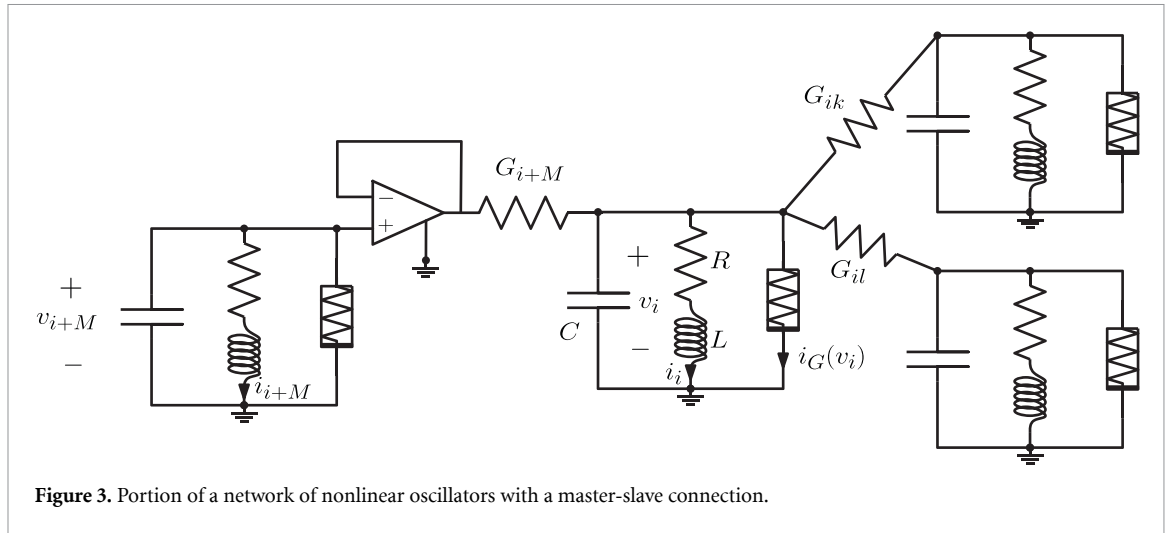 G_{ik}
G_{i+M}
−
+
+
v_{i+M}
−
i_{i+M}
+
v_i
−
R
C
L
i_i
i_G(v_i)
G_{il}
Figure 3. Portion of a network of nonlinear oscillators with a master-slave connection.